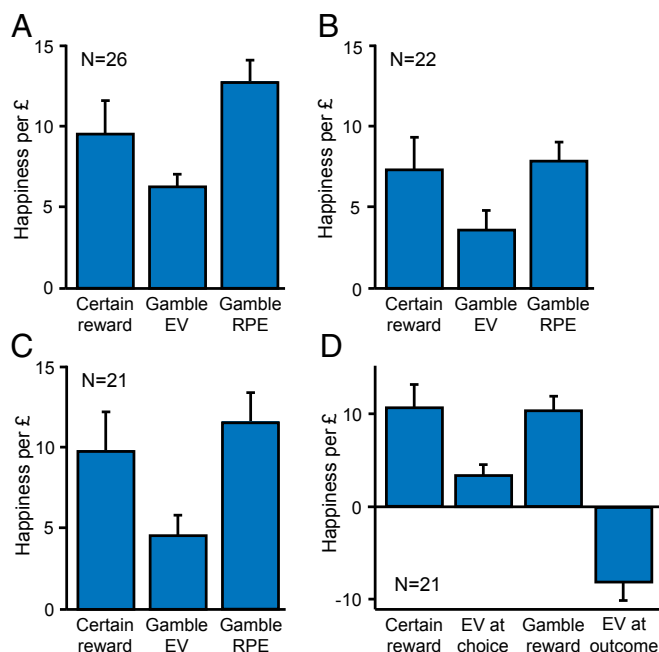 A
15
N=26
10
5
0
Happiness per £
Certain reward
Gamble EV
Gamble RPE
B
15
N=22
10
5
0
Happiness per £
Certain reward
Gamble EV
Gamble RPE
C
15
N=21
10
5
0
Happiness per £
Certain reward
Gamble EV
Gamble RPE
D
10
0
-10
N=21
Happiness per £
Certain reward
EV at choice
Gamble reward
EV at outcome